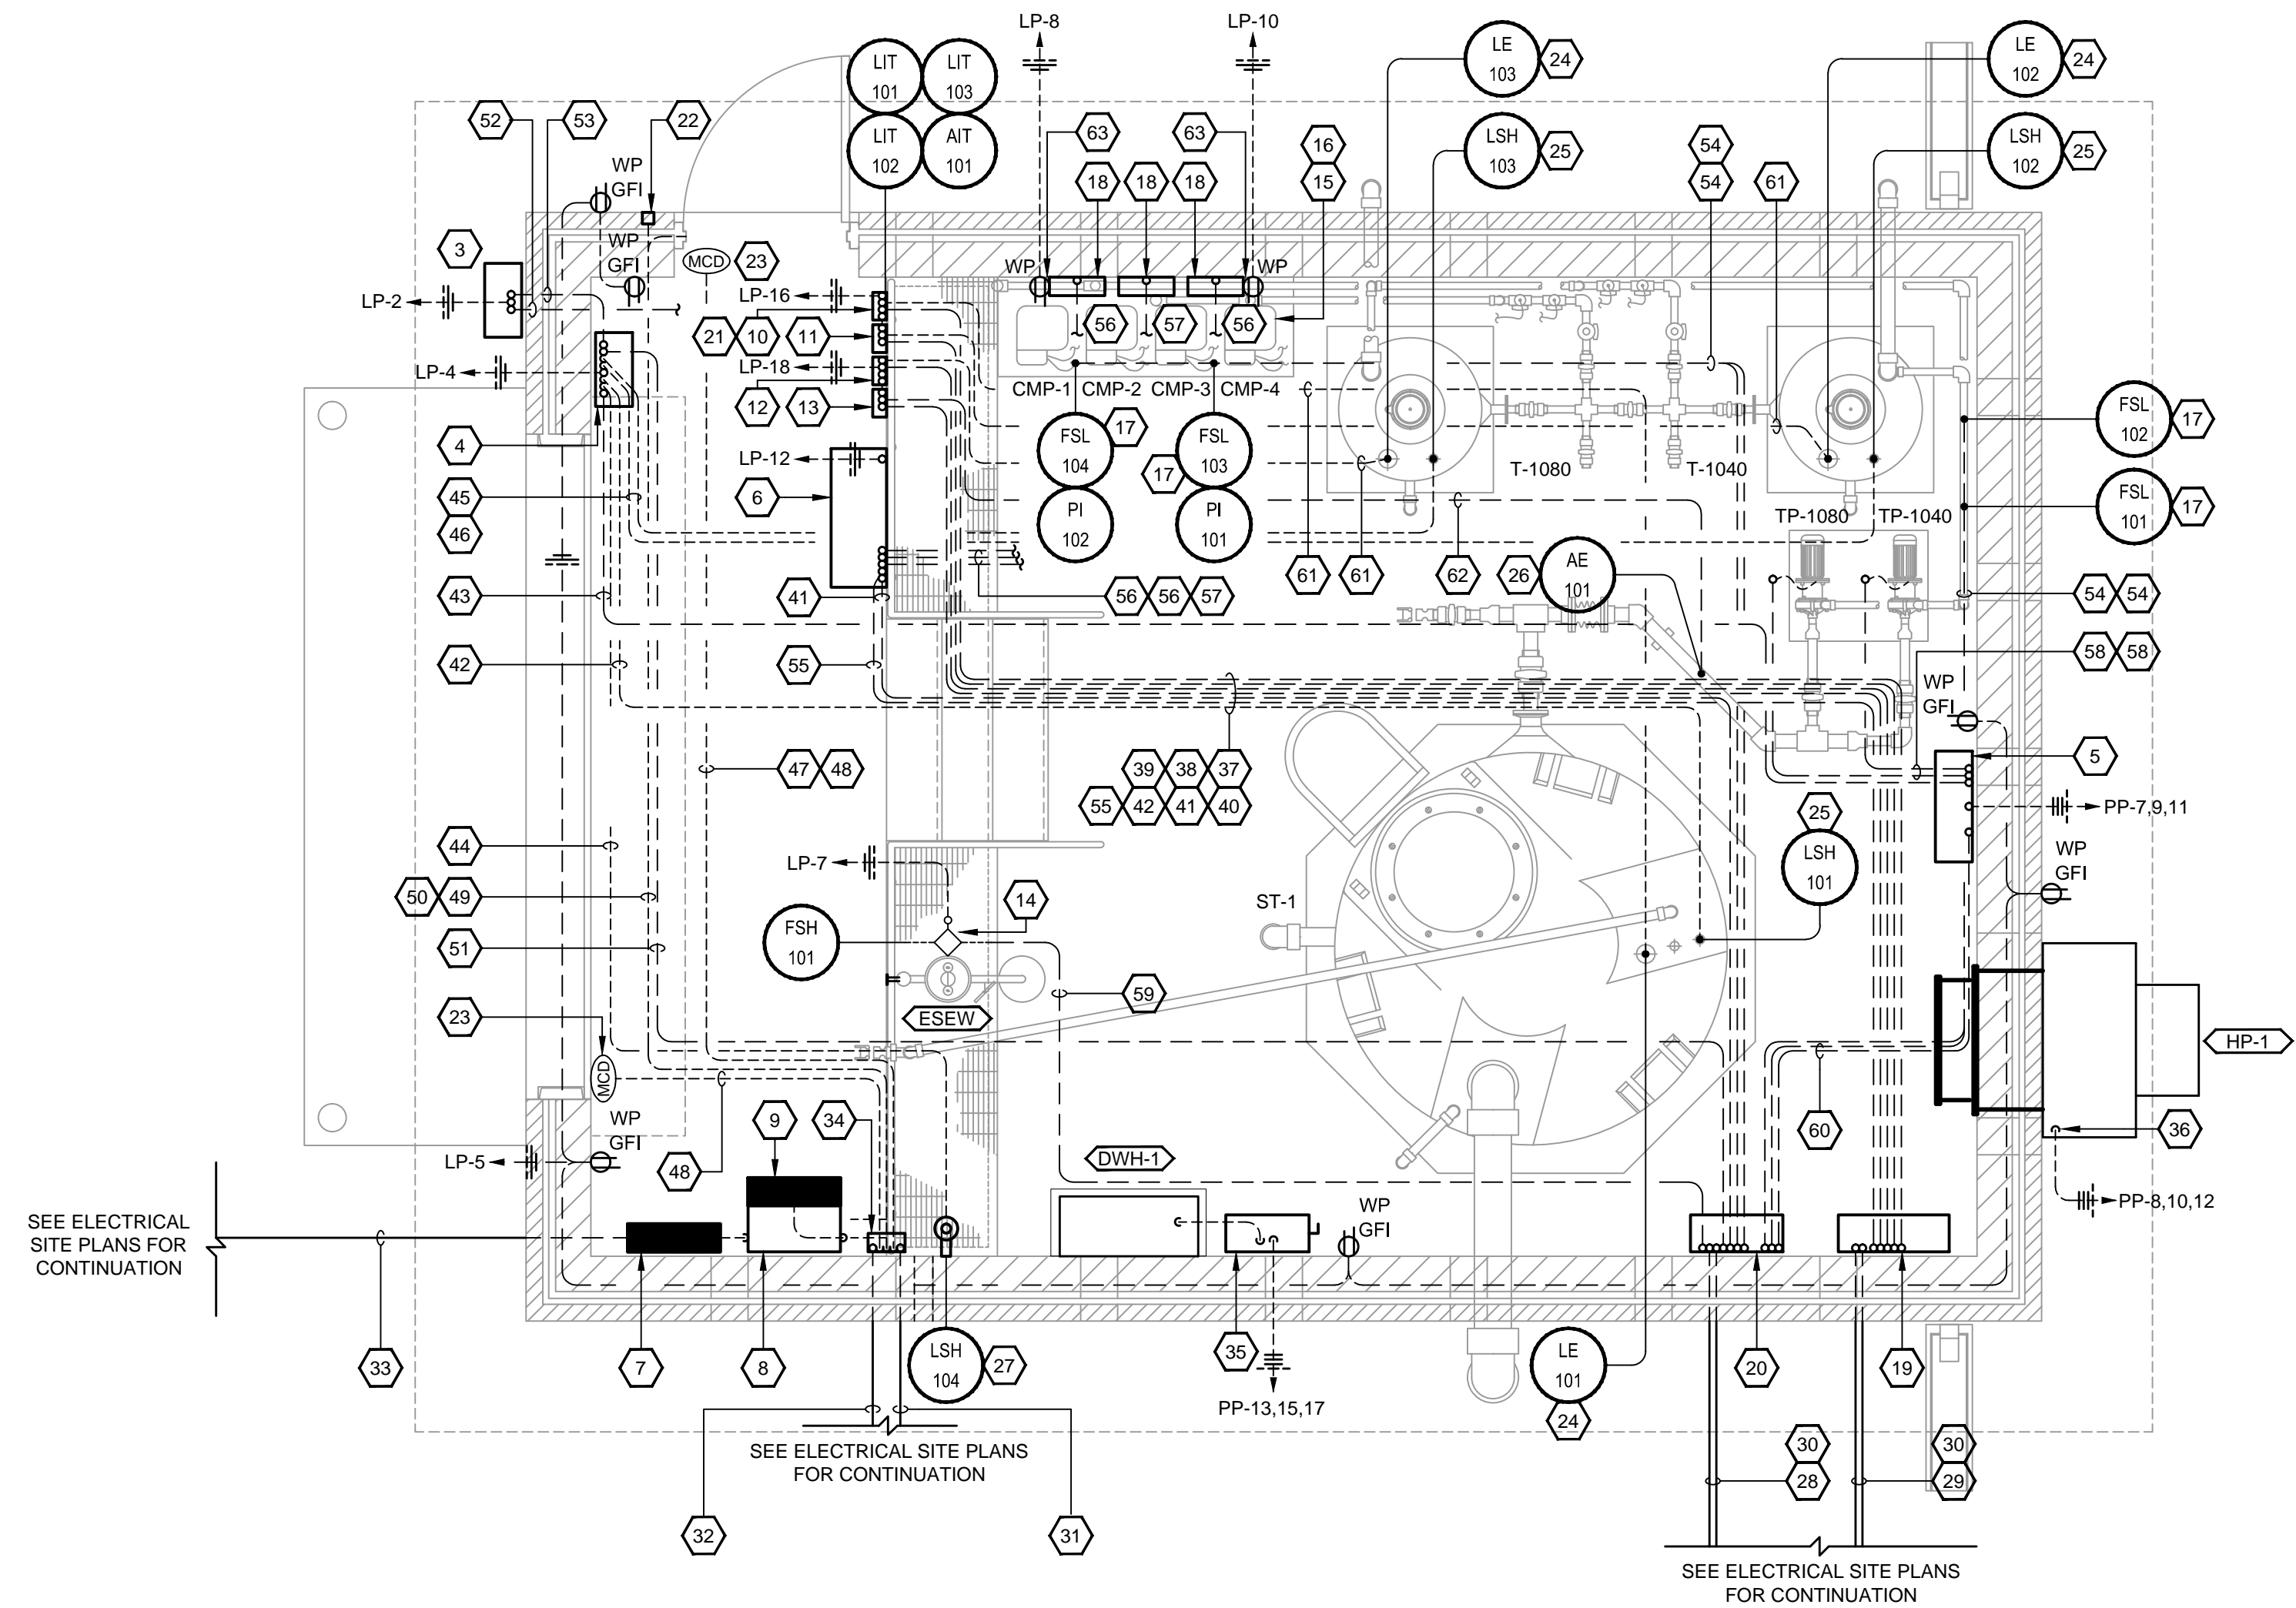 LP-8
LP-10
LIT 101
LIT 103
LE 103
24
LE 102
24
52
53
22
LIT 102
AIT 101
63
63
16
15
LSH 103
25
54
54
LSH 102
25
WP
GFI
18
18
18
61
3
WP
GFI
MCD
23
WP
WP
LP-2
LP-16
21
10
11
56
57
56
LP-4
LP-18
CMP-1
CMP-2
CMP-3
CMP-4
12
13
4
FSL 104
17
FSL 103
17
FSL 102
17
LP-12
T-1080
T-1040
45
46
6
PI 102
PI 101
TP-1080
TP-1040
FSL 101
17
43
41
56
56
57
61
61
62
26
AE 101
54
54
42
55
58
58
WP
GFI
47
48
39
38
37
55
42
41
40
5
PP-7,9,11
25
LSH 101
WP
GFI
44
LP-7
50
49
14
ST-1
51
FSH 101
59
23
ESEW
HP-1
MCD
WP
GFI
9
34
60
36
LP-5
48
DWH-1
PP-8,10,12
WP
GFI
SEE ELECTRICAL
SITE PLANS FOR
CONTINUATION
33
7
8
LSH 104
27
35
LE 101
24
20
19
PP-13,15,17
SEE ELECTRICAL SITE PLANS
FOR CONTINUATION
30
28
30
29
32
31
SEE ELECTRICAL SITE PLANS
FOR CONTINUATION